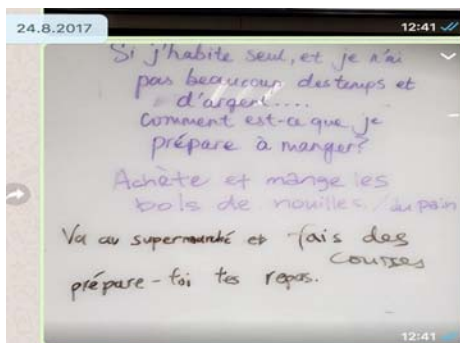 24.8.2017
12:41
Si j'habite seul, et je n'ai
pas beaucoup des temps et
d'argent....
Comment est-ce que je
prépare à manger?
Achète et mange les
bols de nouilles / du pain
Va au supermarché et fais des
courses
prépare-toi tes repas.
12:41